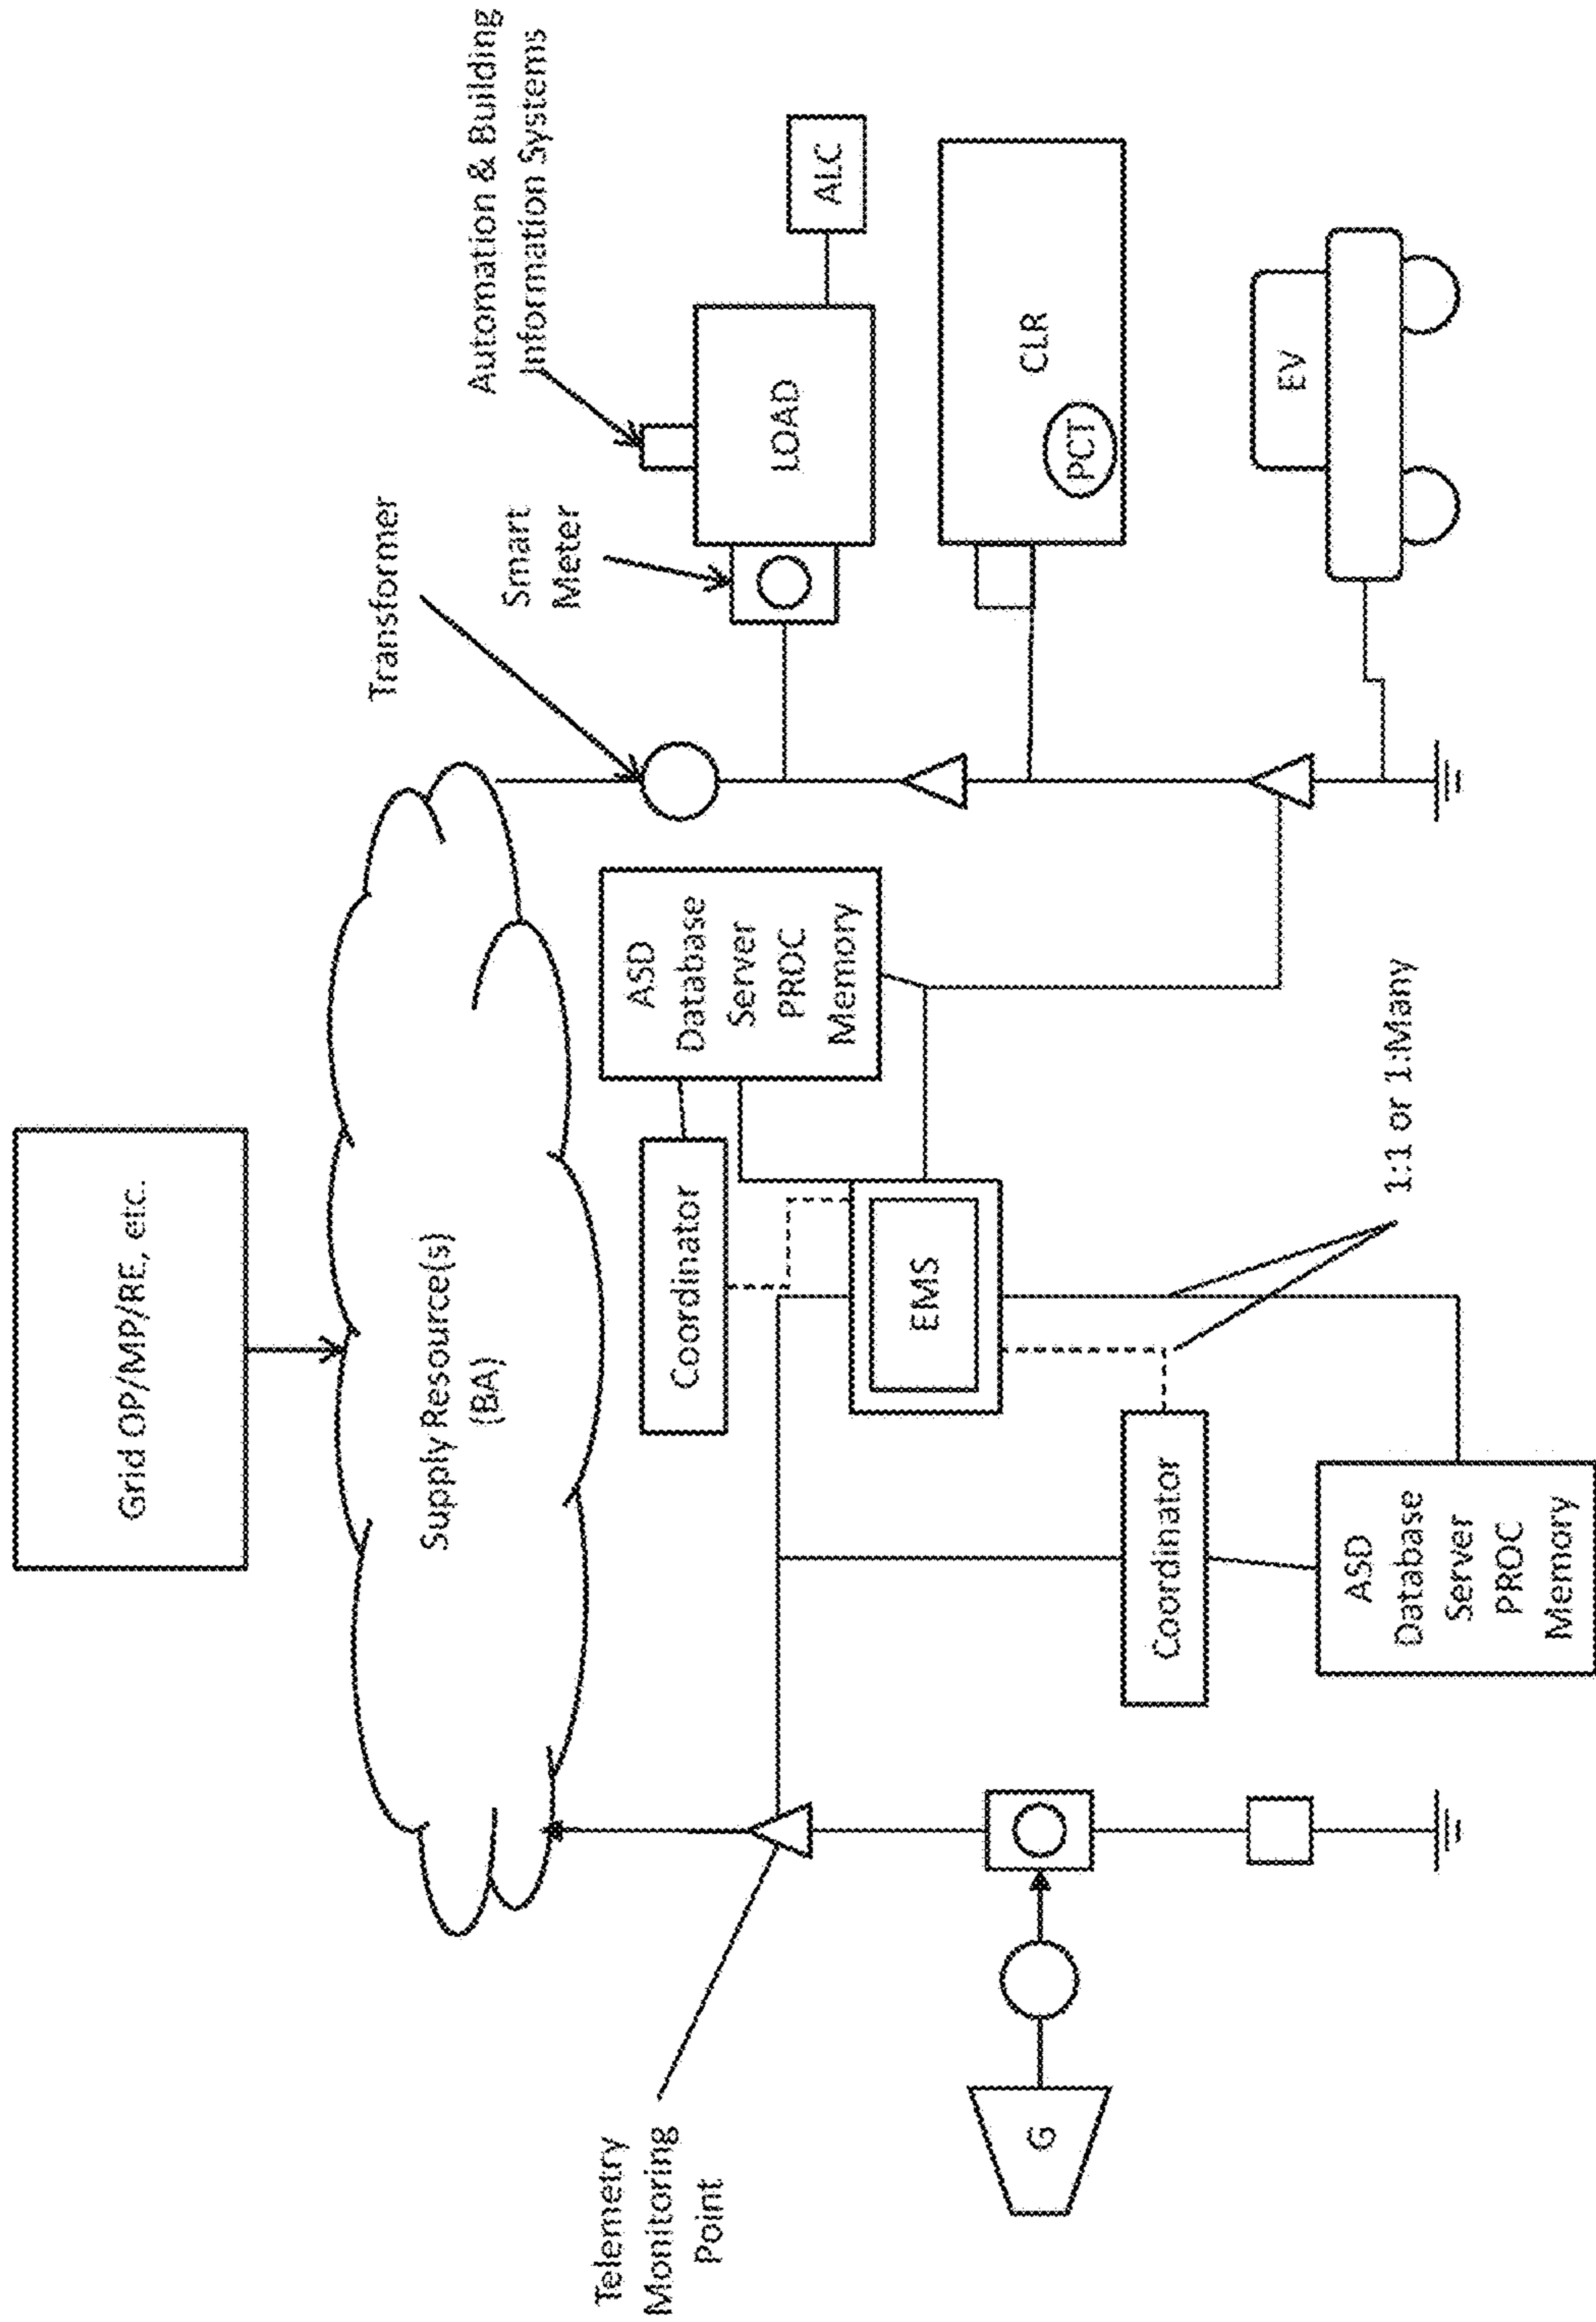 Grid OP/MP/RE, etc.
Supply Resource(s)
(BA)
Telemetry
Monitoring
Point
G
Coordinator
EMS
ASD
Database
Server
PROC
Memory
Coordinator
ASD
Database
Server
PROC
Memory
1:1 or 1:Many
Transformer
Smart
Meter
Automation & Building
Information Systems
LOAD
ALC
CLR
PCT
EV